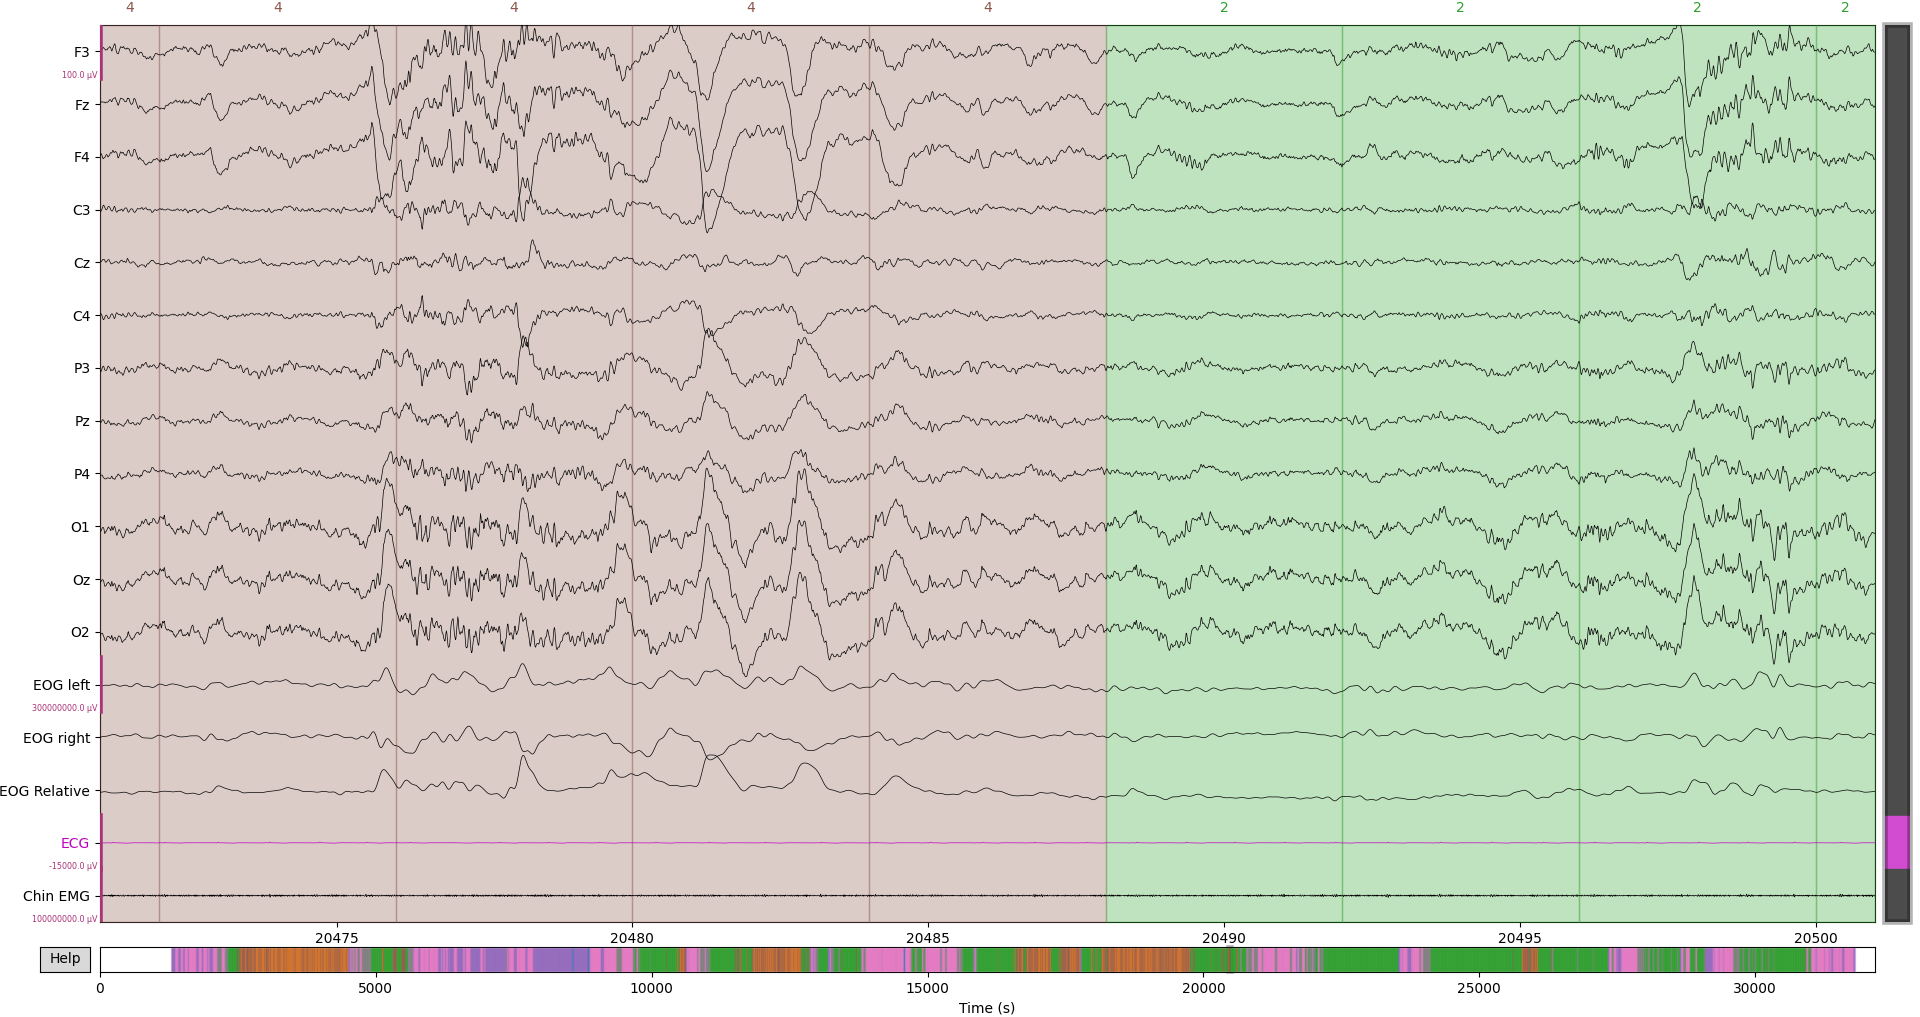 4 4 4 4 4 2 2 2 2
F3
100.0 µV
Fz
F4
C3
Cz
C4
P3
Pz
P4
O1
Oz
O2
EOG left
300000000.0 µV
EOG right
EOG Relative
ECG
-15000.0 µV
Chin EMG
100000000.0 µV
20475 20480 20485 20490 20495 20500
Help
0 5000 10000 15000 20000 25000 30000
Time (s)